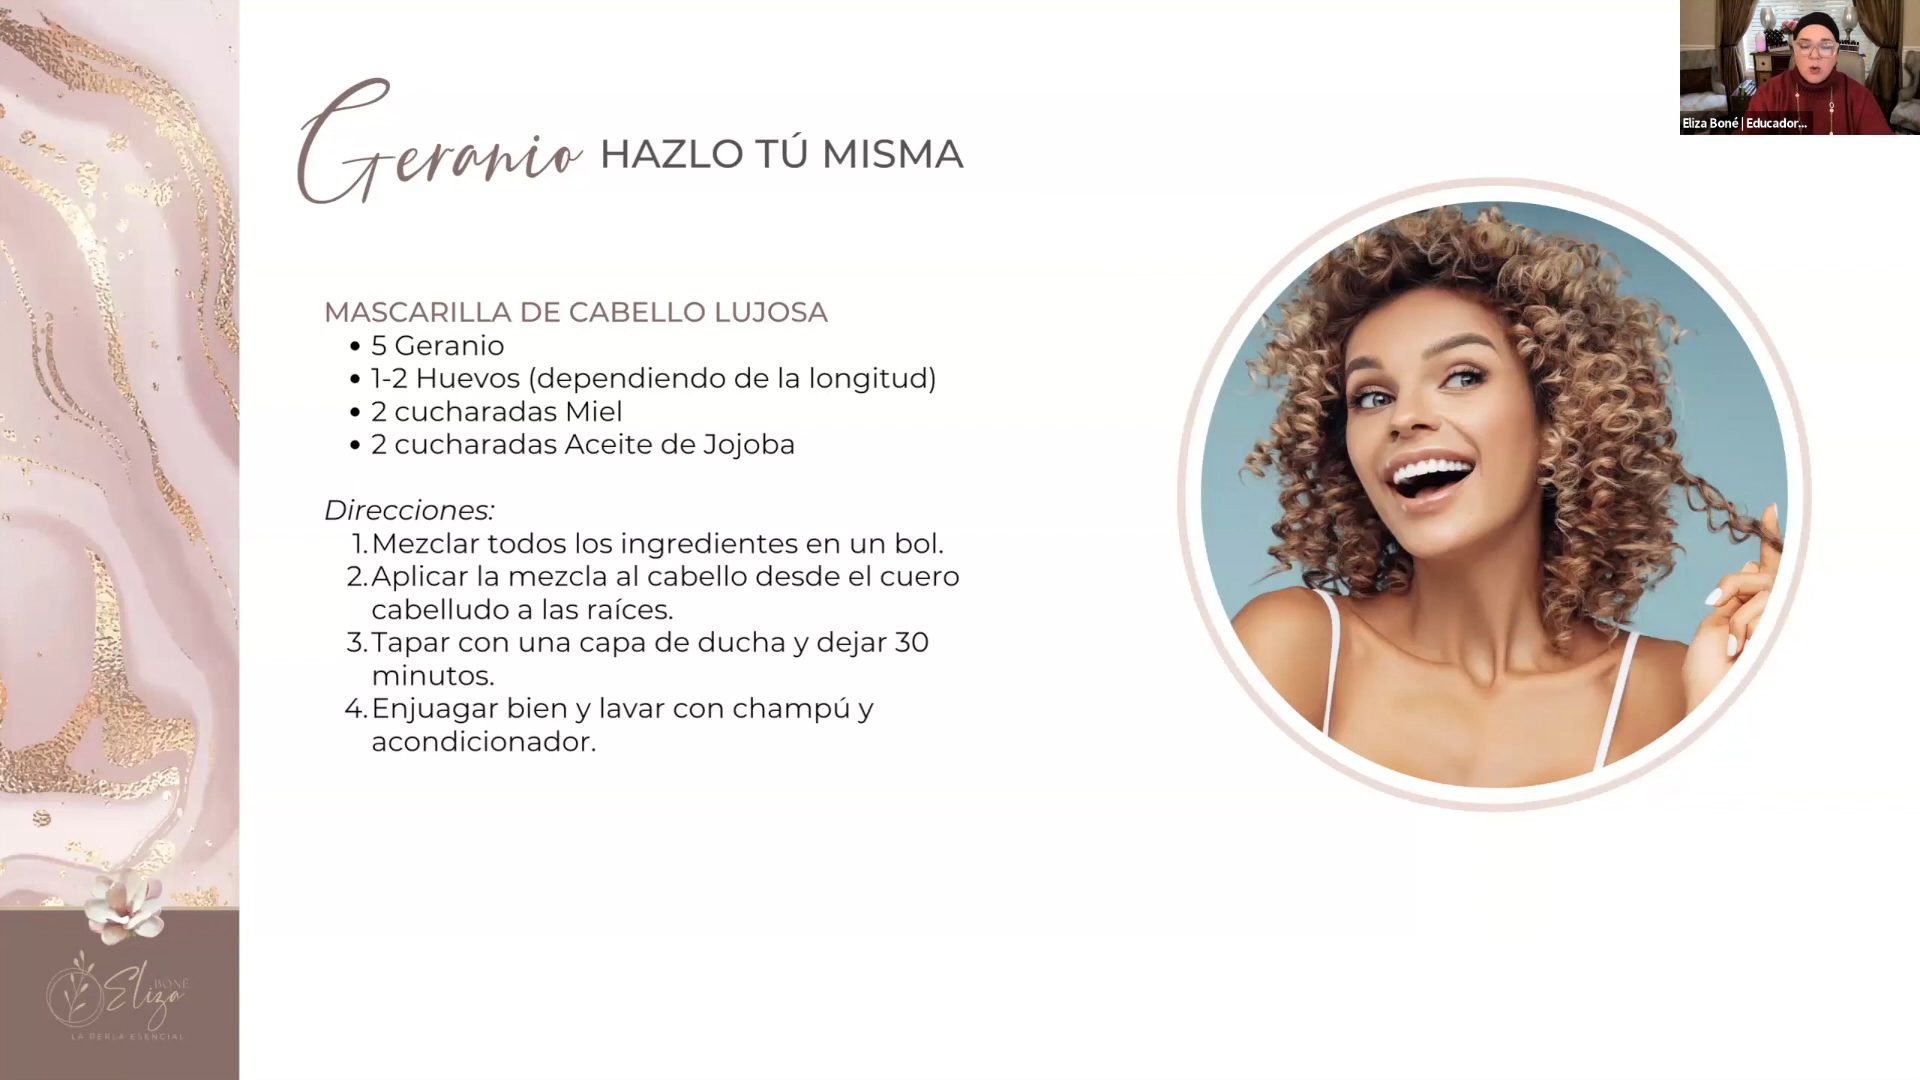 Geranio HAZLO TÚ MISMA
MASCARILLA DE CABELLO LUJOSA
• 5 Geranio
• 1-2 Huevos (dependiendo de la longitud)
• 2 cucharadas Miel
• 2 cucharadas Aceite de Jojoba
Direcciones:
1. Mezclar todos los ingredientes en un bol.
2. Aplicar la mezcla al cabello desde el cuero
cabelludo a las raíces.
3. Tapar con una capa de ducha y dejar 30
minutos.
4. Enjuagar bien y lavar con champú y
acondicionador.
Eliza Boné | Educador...
Eliza BONÉ
LA PERLA ESENCIAL